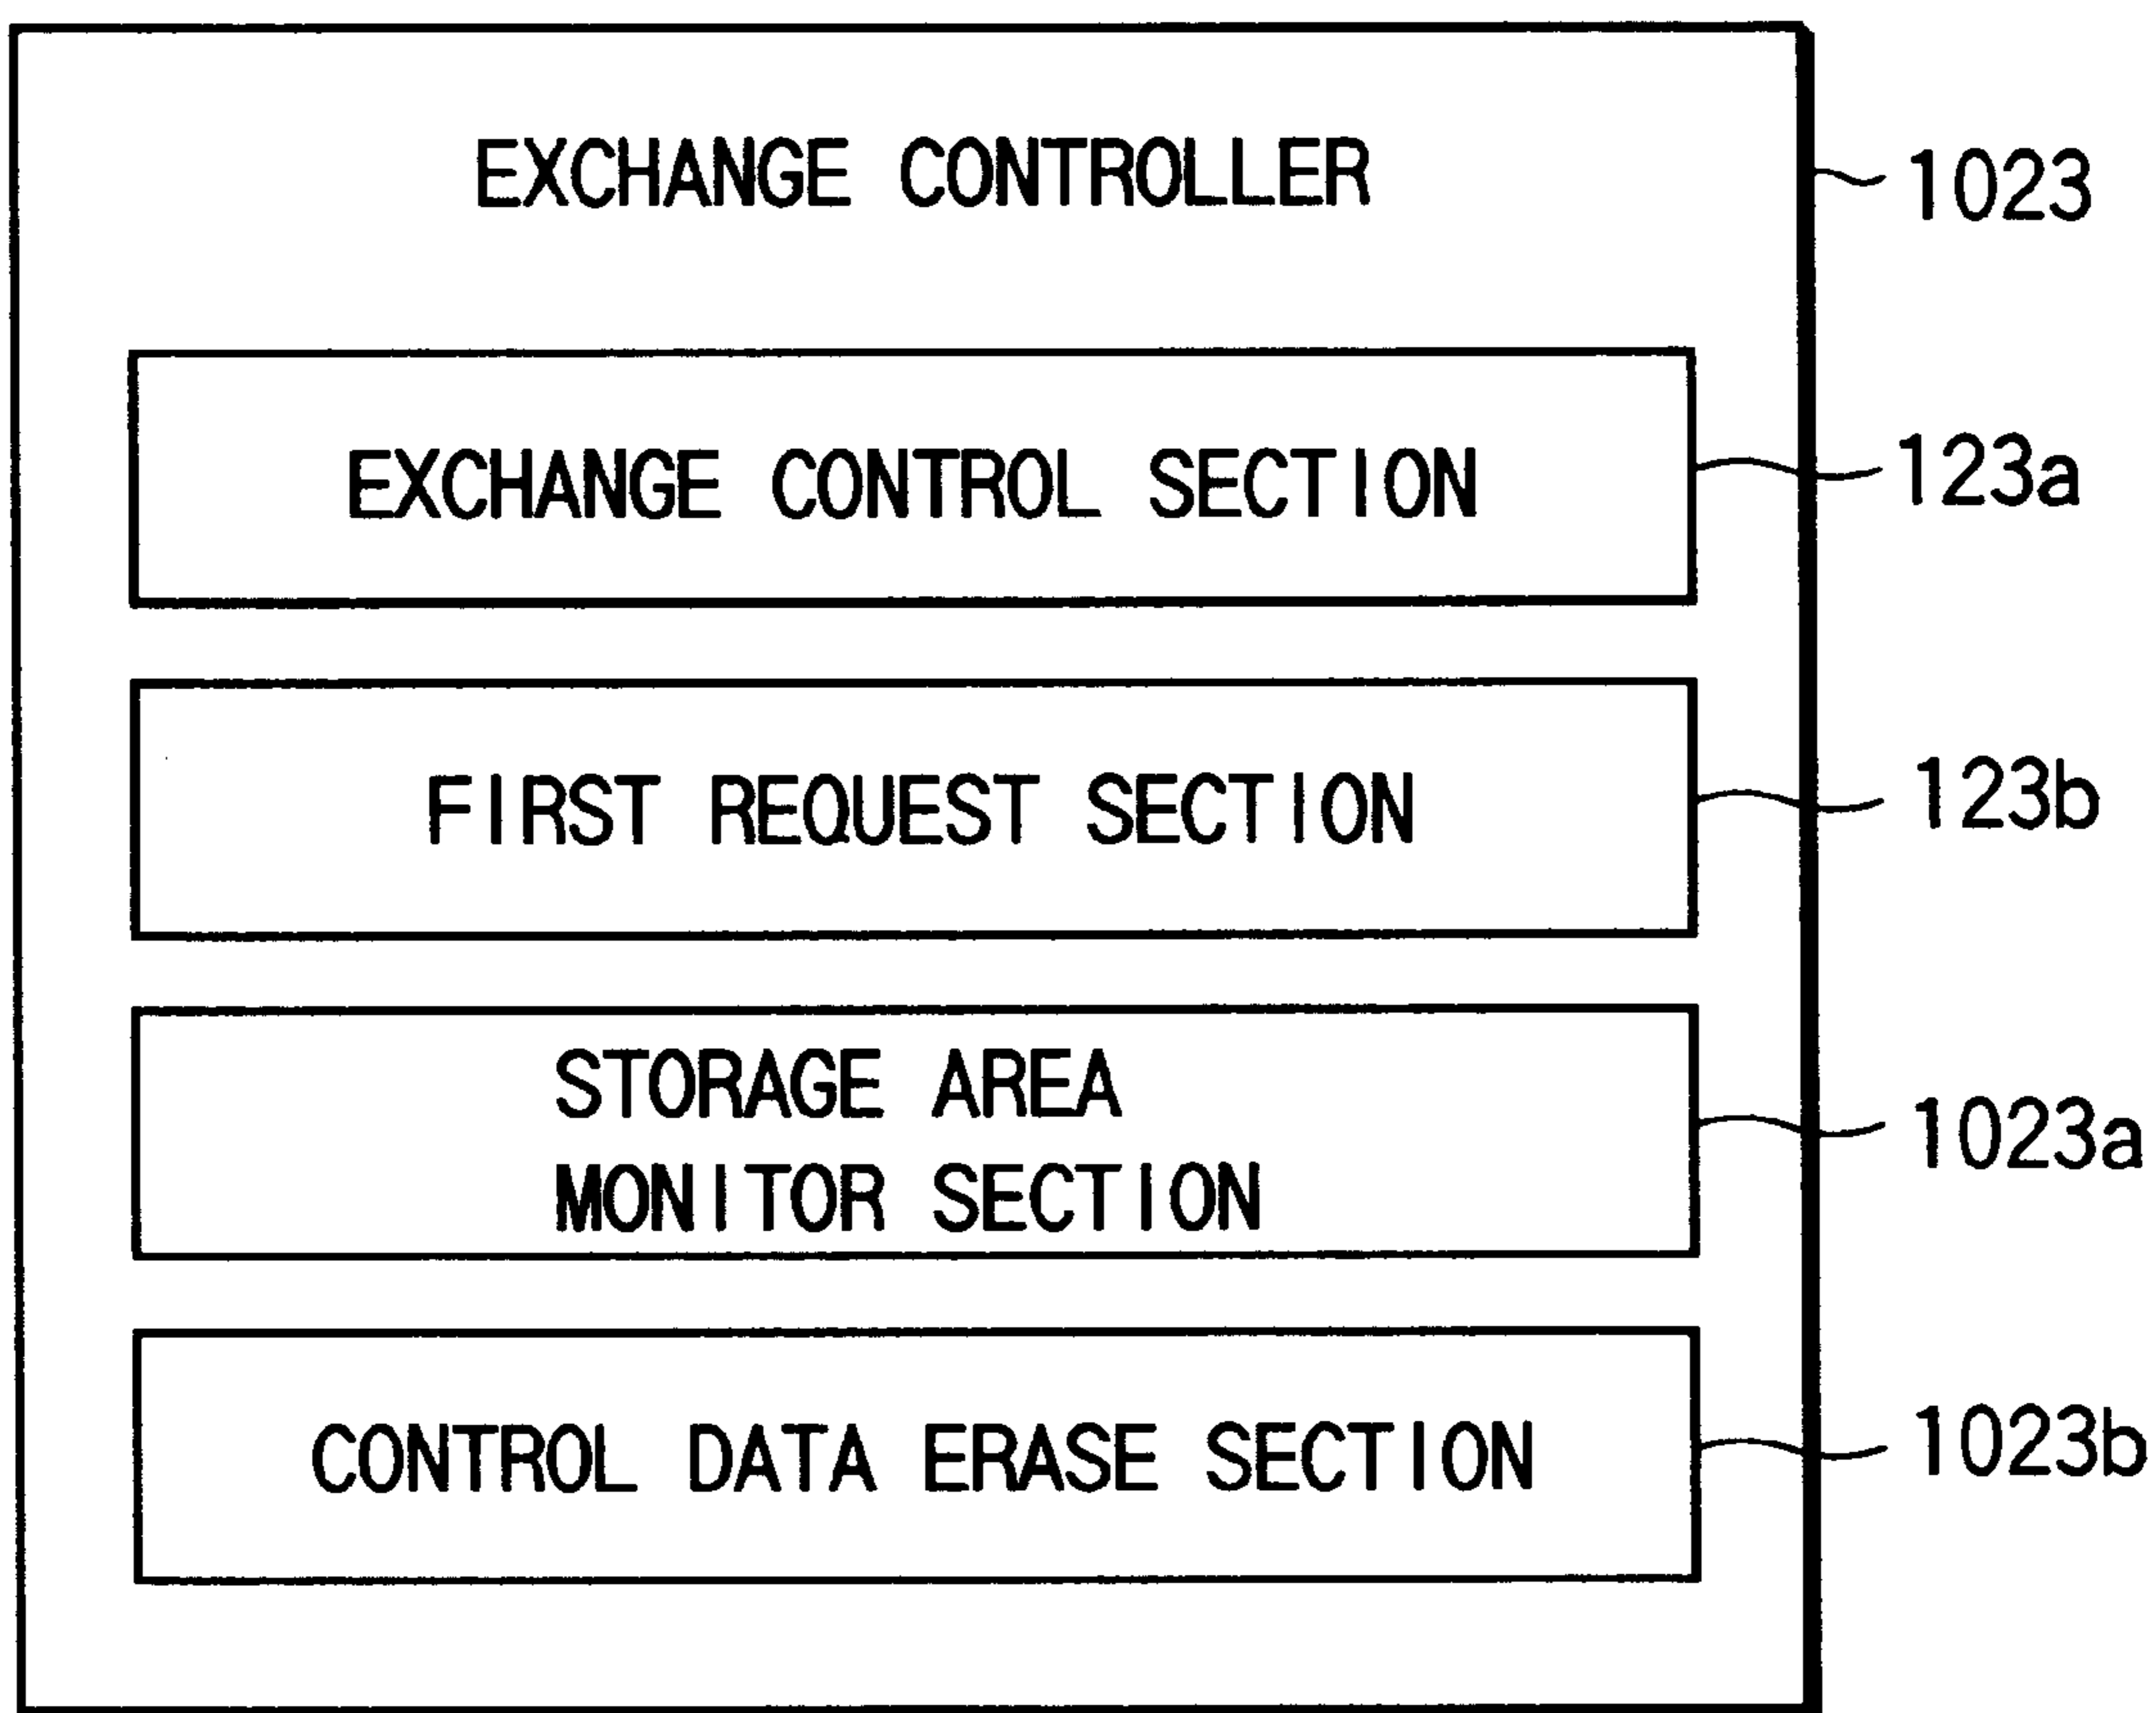 EXCHANGE CONTROLLER
1023
EXCHANGE CONTROL SECTION
123a
FIRST REQUEST SECTION
123b
STORAGE AREA
MONITOR SECTION
1023a
CONTROL DATA ERASE SECTION
1023b